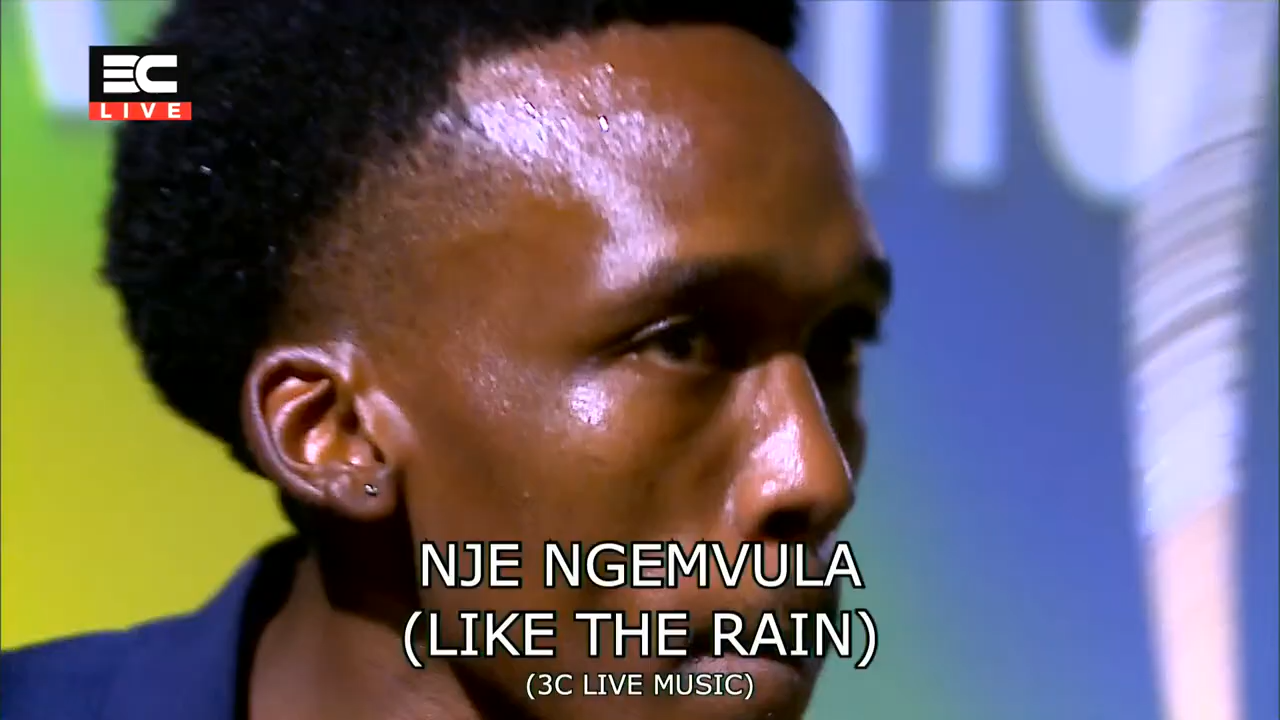 3C
LIVE
NJE NGEMVULA
(LIKE THE RAIN)
(3C LIVE MUSIC)